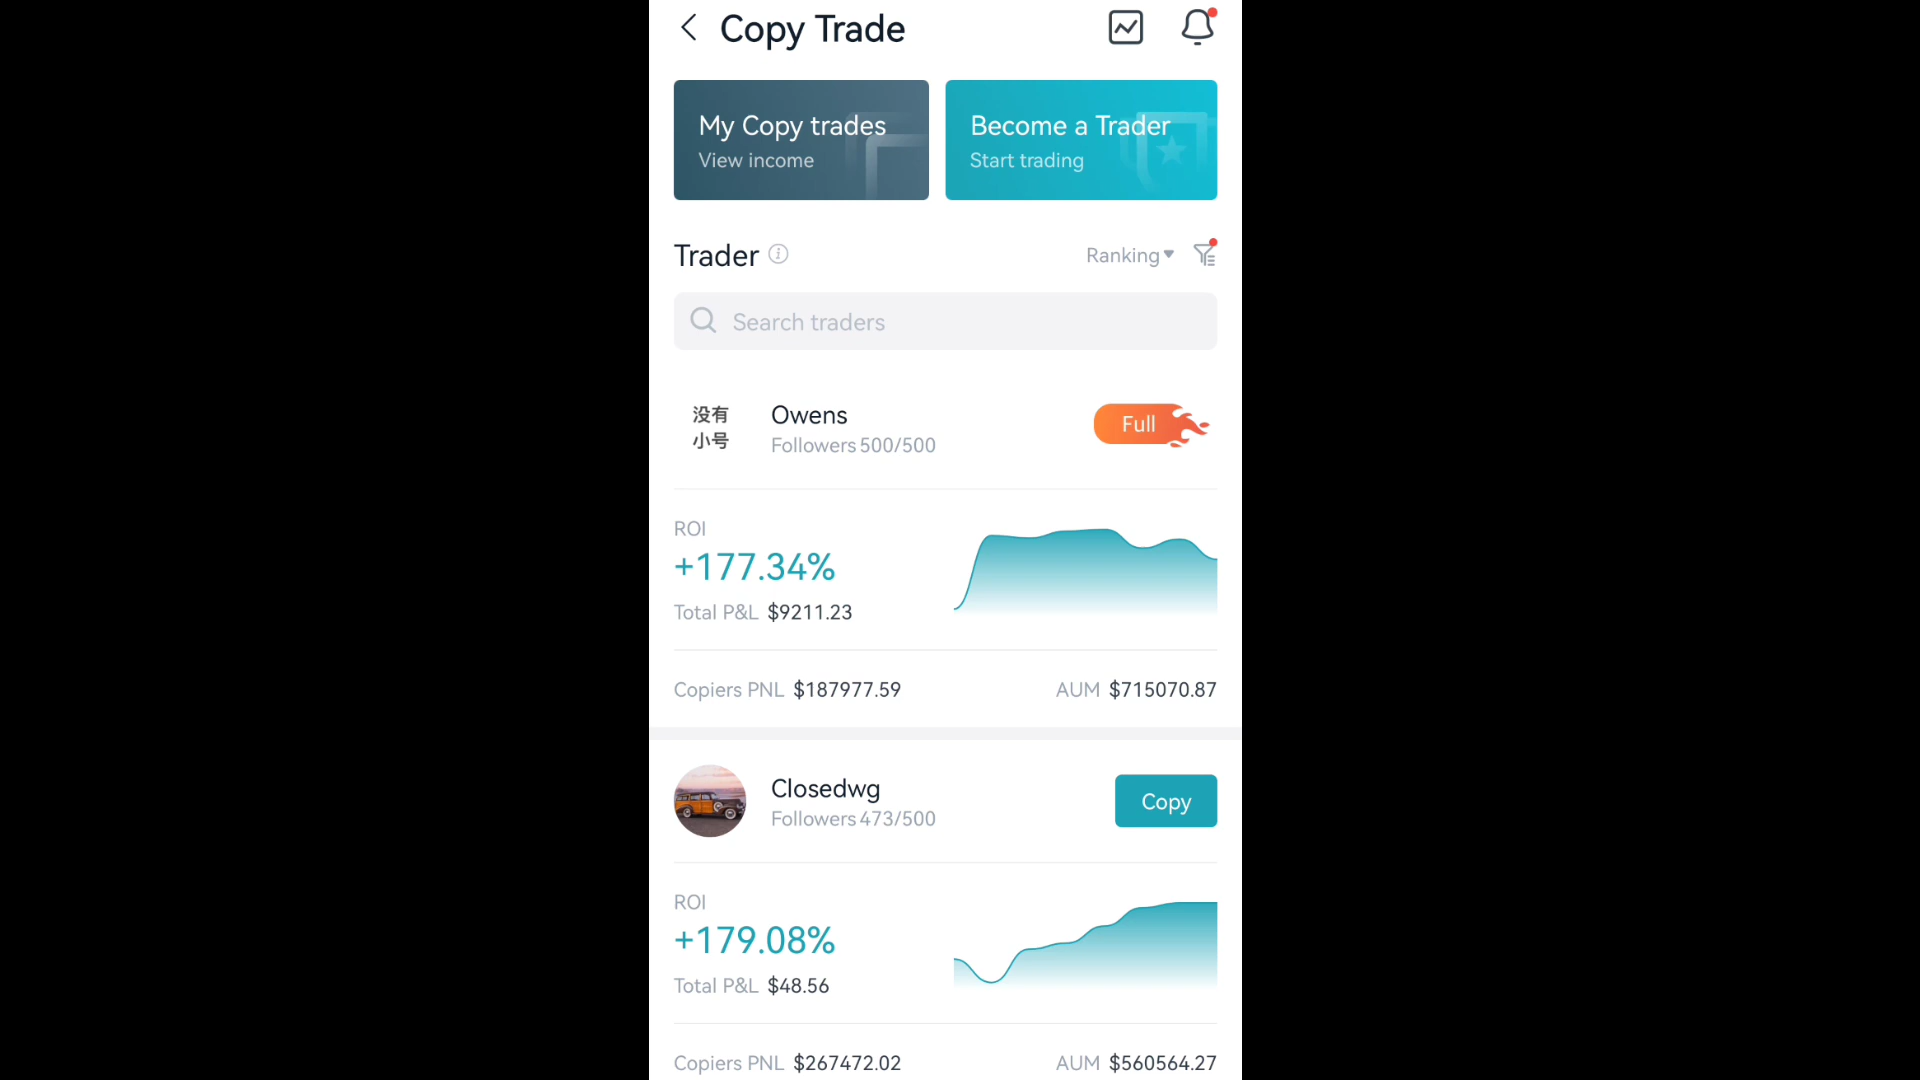 Copy Trade
My Copy trades
View income
Become a Trader
Start trading
Trader
Ranking
Search traders
没有
小号
Owens
Followers 500/500
Full
ROI
+177.34%
Total P&L $9211.23
Copiers PNL $187977.59
AUM $715070.87
Closedwg
Followers 473/500
Copy
ROI
+179.08%
Total P&L $48.56
Copiers PNL $267472.02
AUM $560564.27